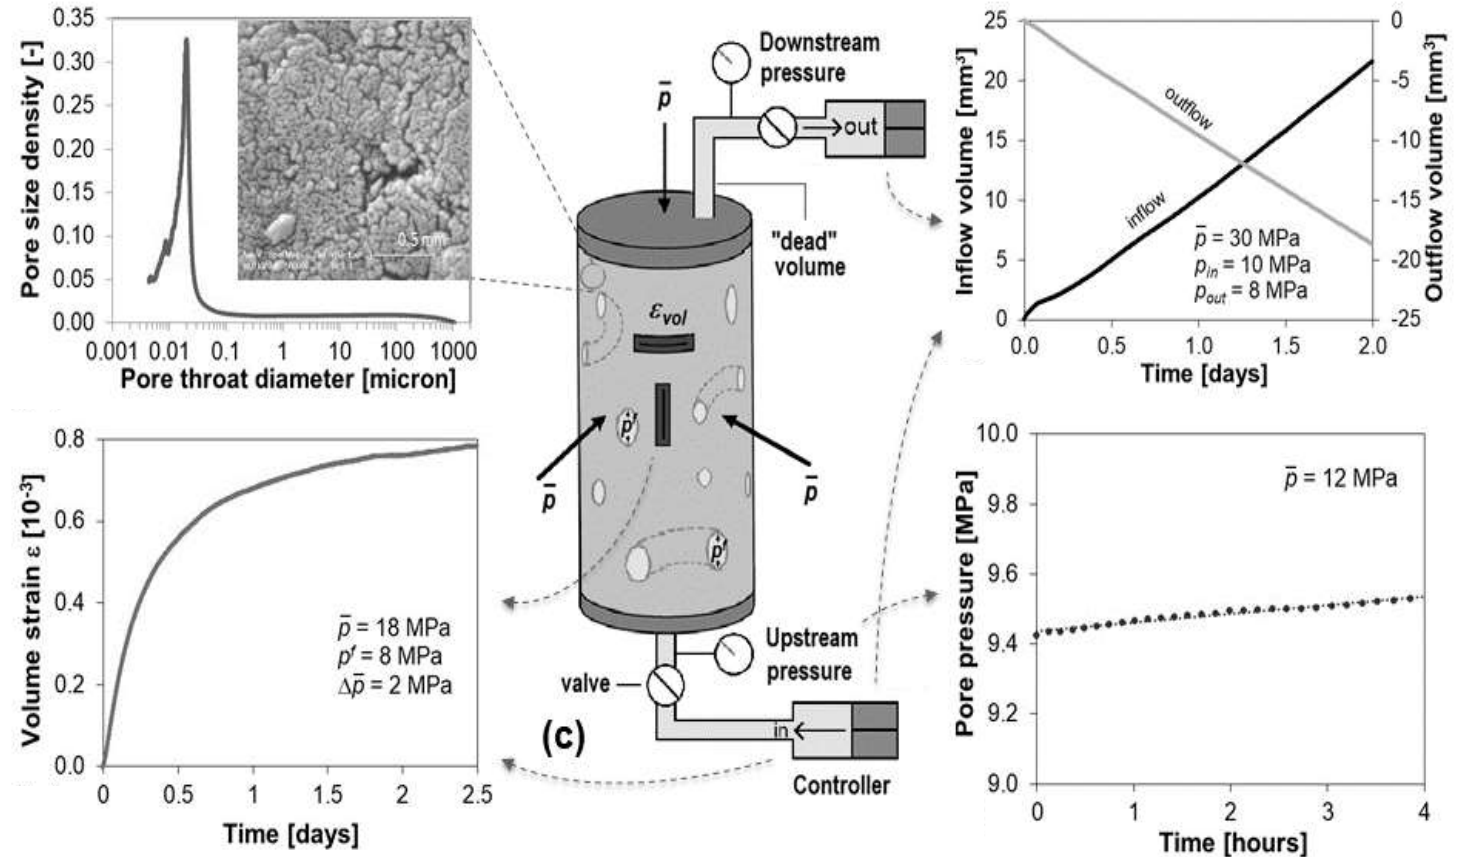 Pore size density [-]
0.35
0.30
0.25
0.20
0.15
0.10
0.05
0.00
0.5 mm
0.001 0.01 0.1 1 10 100 1000
Pore throat diameter [micron]
Downstream
pressure
p̅
out
"dead"
volume
ε_vol
p^f
p̅
p̅
p^f
Upstream
pressure
valve
in
(c)
Controller
Inflow volume [mm³]
25
20
15
10
5
0
outflow
inflow
p̅ = 30 MPa
p_in = 10 MPa
p_out = 8 MPa
0
-5
-10
-15
-20
-25
Outflow volume [mm³]
0.0 0.5 1.0 1.5 2.0
Time [days]
Volume strain ε [10⁻³]
0.8
0.6
0.4
0.2
0.0
p̅ = 18 MPa
p^f = 8 MPa
Δp̅ = 2 MPa
0 0.5 1 1.5 2 2.5
Time [days]
Pore pressure [MPa]
10.0
9.8
9.6
9.4
9.2
9.0
p̅ = 12 MPa
0 1 2 3 4
Time [hours]